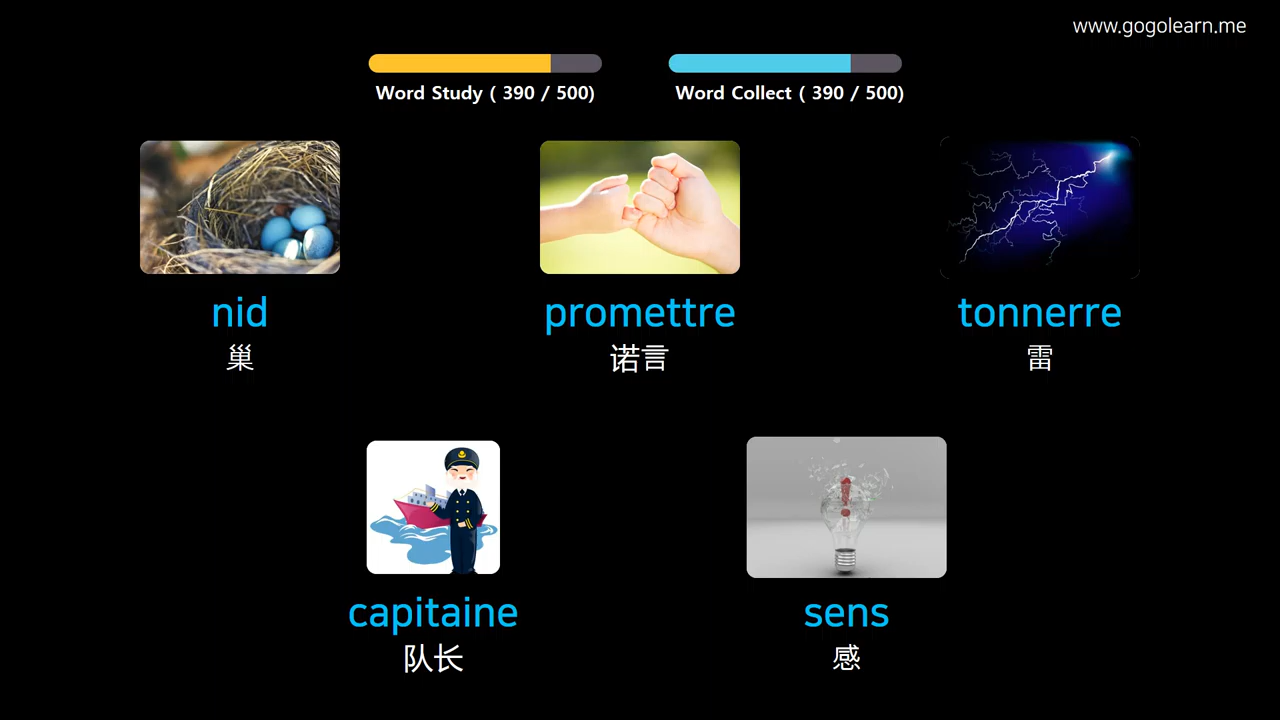 www.gogolearn.me
Word Study ( 390 / 500)
Word Collect ( 390 / 500)
nid
巢
promettre
诺言
tonnerre
雷
capitaine
队长
sens
感